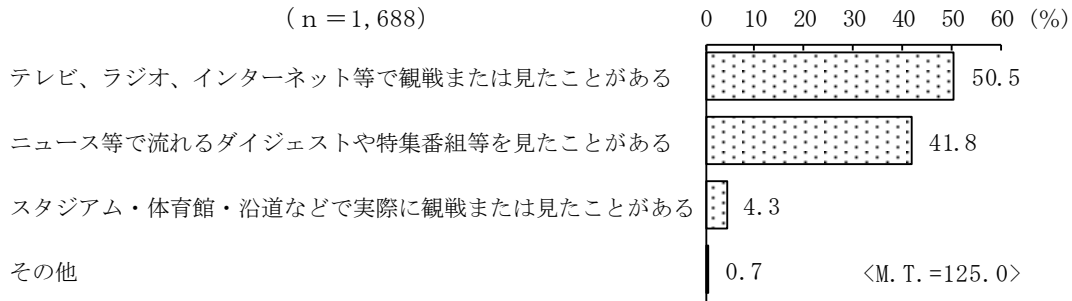 (n=1,688)
0 10 20 30 40 50 60 (%)
テレビ、ラジオ、インターネット等で観戦または見たことがある 50.5
ニュース等で流れるダイジェストや特集番組等を見たことがある 41.8
スタジアム・体育館・沿道などで実際に観戦または見たことがある 4.3
その他 0.7 <M.T.=125.0>